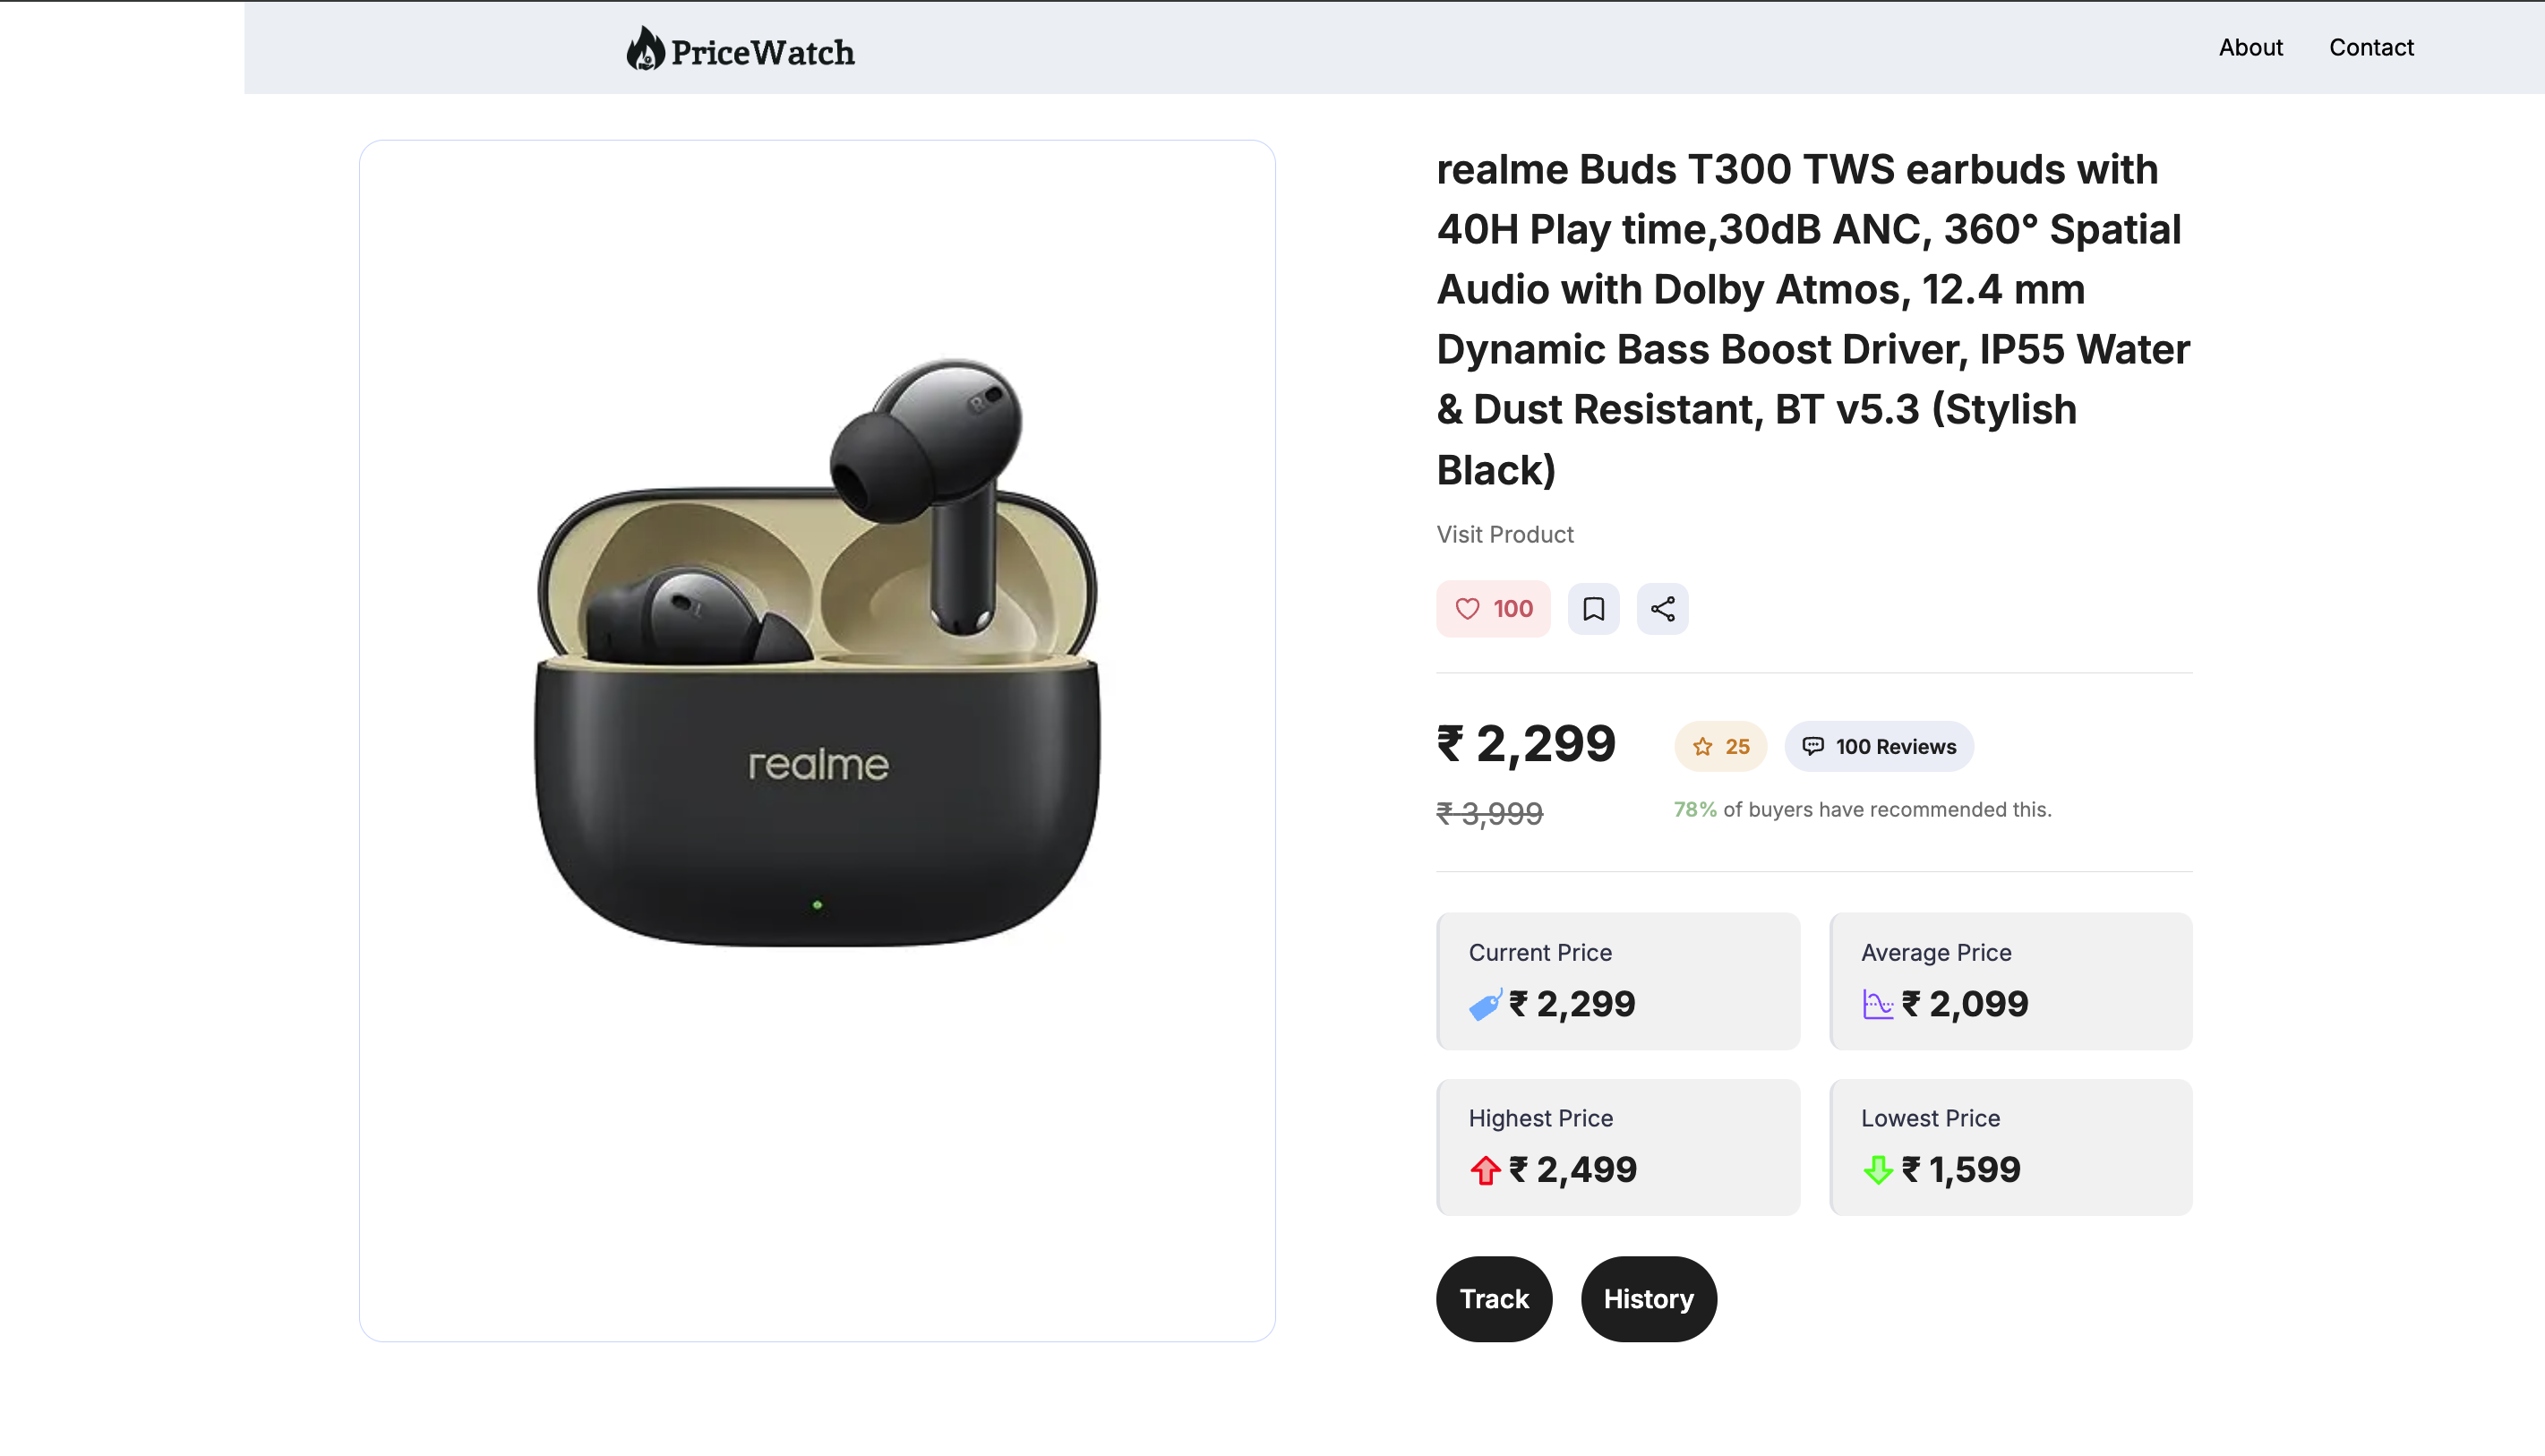 PriceWatch
About
Contact
realme Buds T300 TWS earbuds with
40H Play time,30dB ANC, 360° Spatial
Audio with Dolby Atmos, 12.4 mm
Dynamic Bass Boost Driver, IP55 Water
& Dust Resistant, BT v5.3 (Stylish
Black)
Visit Product
100
R
L
realme
₹ 2,299
25
100 Reviews
₹ 3,999
78% of buyers have recommended this.
Current Price
₹ 2,299
Average Price
₹ 2,099
Highest Price
₹ 2,499
Lowest Price
₹ 1,599
Track
History